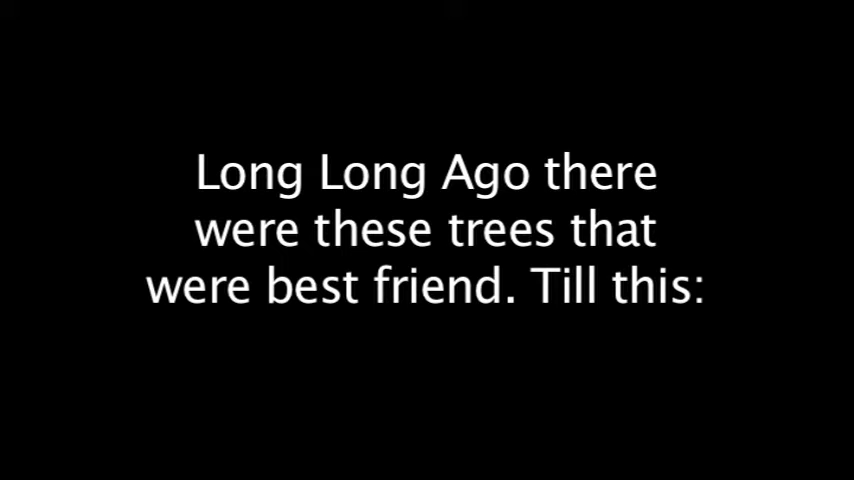 Long Long Ago there
were these trees that
were best friend. Till this: